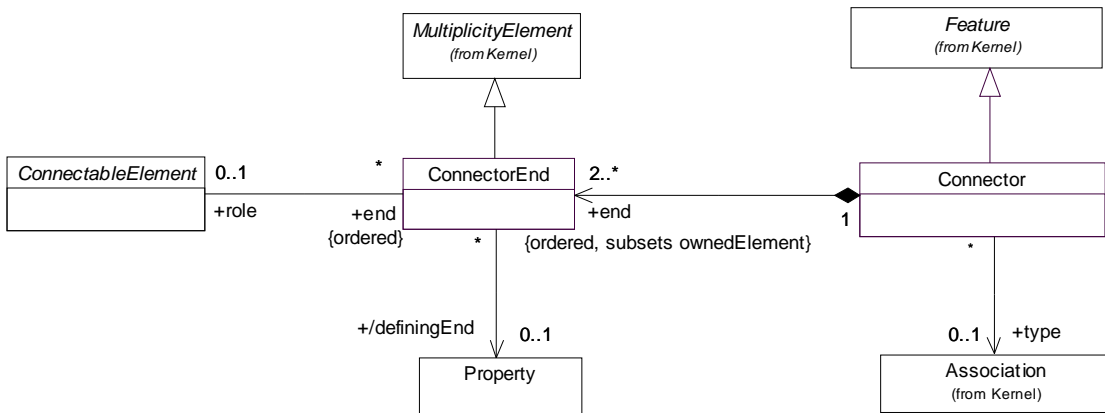 MultiplicityElement
(from Kernel)
Feature
(from Kernel)
ConnectableElement
0..1
*
ConnectorEnd
2..*
Connector
+role
+end
{ordered}
*
+end
{ordered, subsets ownedElement}
1
*
+/definingEnd
0..1
0..1
+type
Property
Association
(from Kernel)